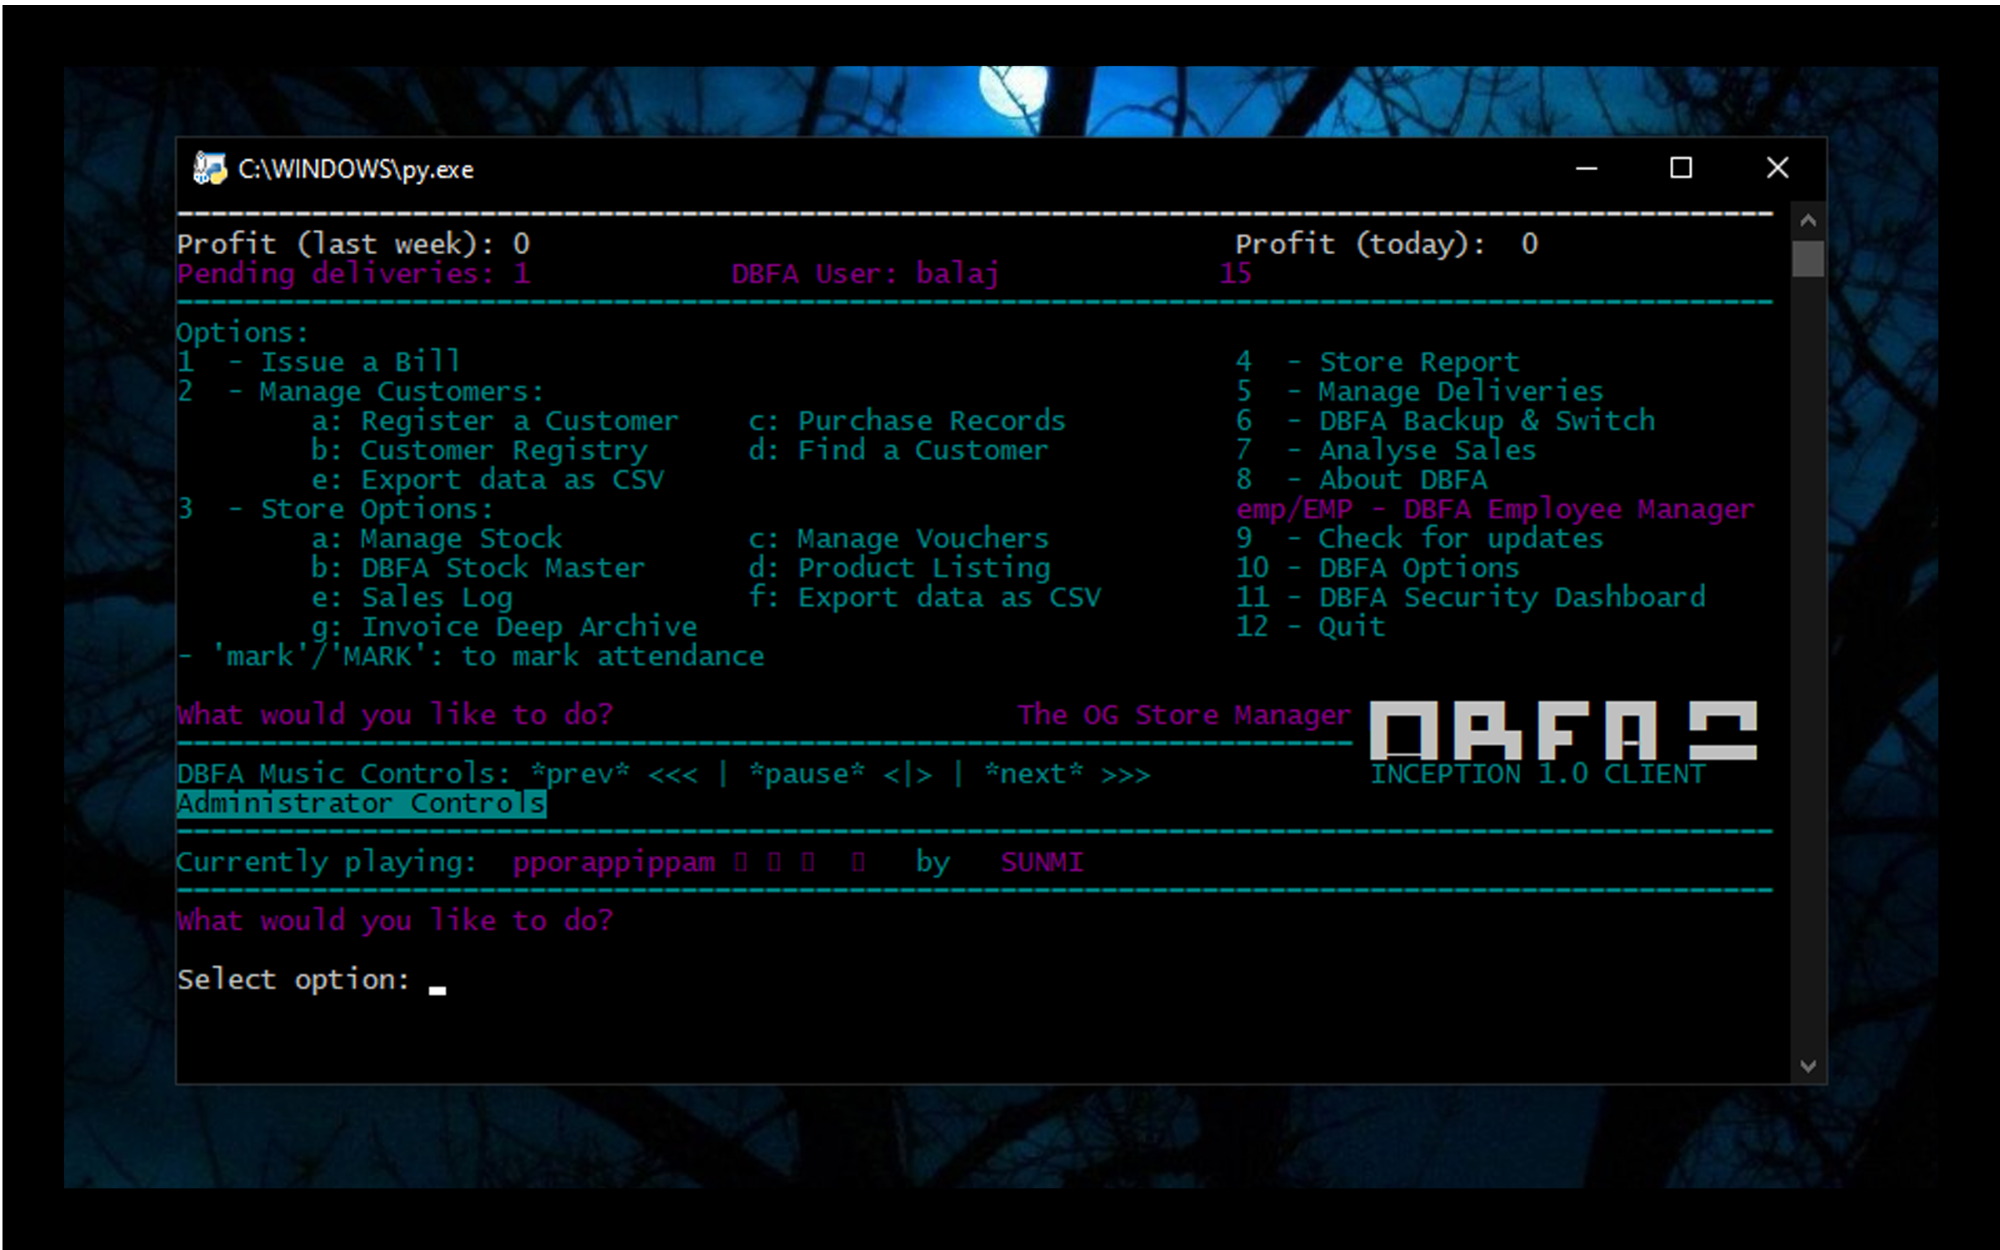 C:\WINDOWS\py.exe
Profit (last week): 0 Profit (today): 0
Pending deliveries: 1 DBFA User: balaj 15
Options:
1 - Issue a Bill 4 - Store Report
2 - Manage Customers: 5 - Manage Deliveries
a: Register a Customer c: Purchase Records 6 - DBFA Backup & Switch
b: Customer Registry d: Find a Customer 7 - Analyse Sales
e: Export data as CSV 8 - About DBFA
3 - Store Options: emp/EMP - DBFA Employee Manager
a: Manage Stock c: Manage Vouchers 9 - Check for updates
b: DBFA Stock Master d: Product Listing 10 - DBFA Options
e: Sales Log f: Export data as CSV 11 - DBFA Security Dashboard
g: Invoice Deep Archive 12 - Quit
- 'mark'/'MARK': to mark attendance
What would you like to do? The OG Store Manager DBFA
DBFA Music Controls: *prev* <<< | *pause* <|> | *next* >>> INCEPTION 1.0 CLIENT
Administrator Controls
Currently playing: pporappippam by SUNMI
What would you like to do?
Select option: _